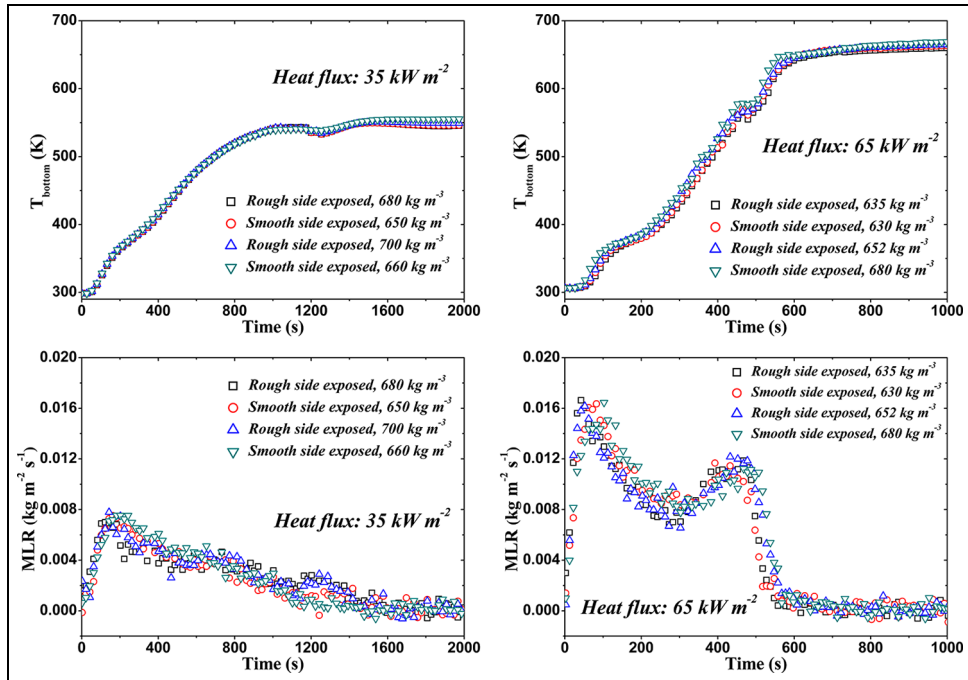 700
650
600
550
500
450
400
350
300
T_bottom (K)
Heat flux: 35 kW m⁻²
Rough side exposed, 680 kg m⁻³
Smooth side exposed, 650 kg m⁻³
Rough side exposed, 700 kg m⁻³
Smooth side exposed, 660 kg m⁻³
0 400 800 1200 1600 2000
Time (s)
700
650
600
550
500
450
400
350
300
T_bottom (K)
Heat flux: 65 kW m⁻²
Rough side exposed, 635 kg m⁻³
Smooth side exposed, 630 kg m⁻³
Rough side exposed, 652 kg m⁻³
Smooth side exposed, 680 kg m⁻³
0 200 400 600 800 1000
Time (s)
0.020
0.016
0.012
0.008
0.004
0.000
MLR (kg m⁻² s⁻¹)
Rough side exposed, 680 kg m⁻³
Smooth side exposed, 650 kg m⁻³
Rough side exposed, 700 kg m⁻³
Smooth side exposed, 660 kg m⁻³
Heat flux: 35 kW m⁻²
0 400 800 1200 1600 2000
Time (s)
0.020
0.016
0.012
0.008
0.004
0.000
MLR (kg m⁻² s⁻¹)
Rough side exposed, 635 kg m⁻³
Smooth side exposed, 630 kg m⁻³
Rough side exposed, 652 kg m⁻³
Smooth side exposed, 680 kg m⁻³
Heat flux: 65 kW m⁻²
0 200 400 600 800 1000
Time (s)